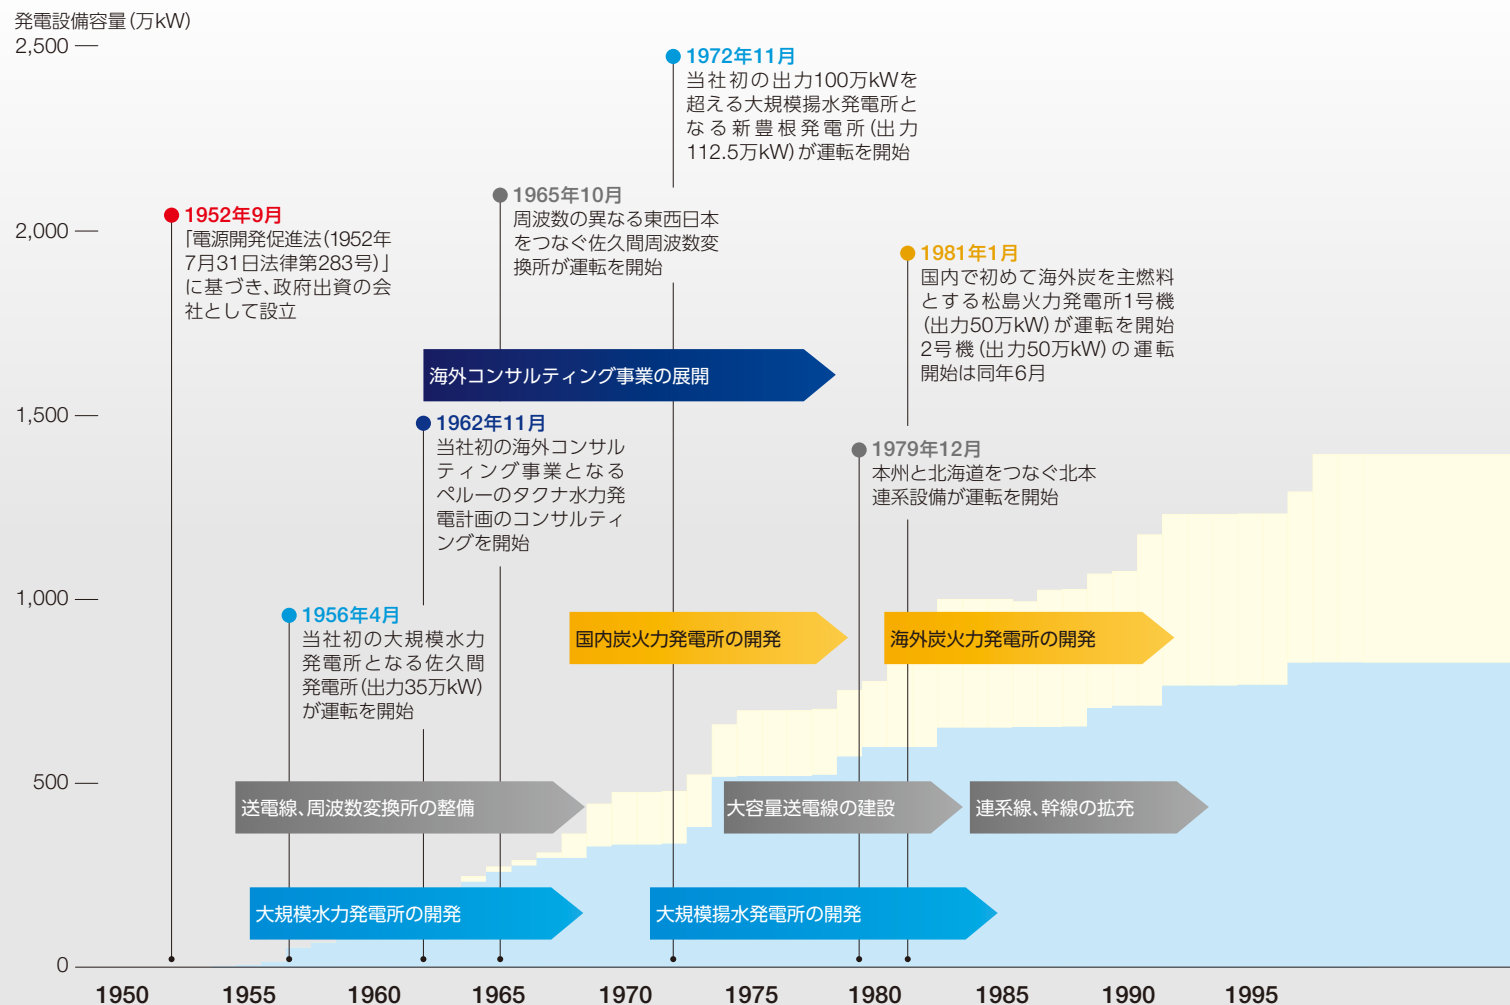 発電設備容量(万kW)
2,500
2,000
1,500
1,000
500
0
1952年9月
「電源開発促進法(1952年
7月31日法律第283号)」
に基づき、政府出資の会
社として設立
1956年4月
当社初の大規模水力
発電所となる佐久間
発電所(出力35万kW)
が運転を開始
1962年11月
当社初の海外コンサル
ティング事業となる
ペルーのタクナ水力発
電計画のコンサルティ
ングを開始
1965年10月
周波数の異なる東西日本
をつなぐ佐久間周波数変
換所が運転を開始
1972年11月
当社初の出力100万kWを
超える大規模揚水発電所と
なる新豊根発電所(出力
112.5万kW)が運転を開始
1979年12月
本州と北海道をつなぐ北本
連系設備が運転を開始
1981年1月
国内で初めて海外炭を主燃料
とする松島火力発電所1号機
(出力50万kW)が運転を開始
2号機(出力50万kW)の運転
開始は同年6月
海外コンサルティング事業の展開
国内炭火力発電所の開発
海外炭火力発電所の開発
送電線、周波数変換所の整備
大容量送電線の建設
連系線、幹線の拡充
大規模水力発電所の開発
大規模揚水発電所の開発
1950
1955
1960
1965
1970
1975
1980
1985
1990
1995